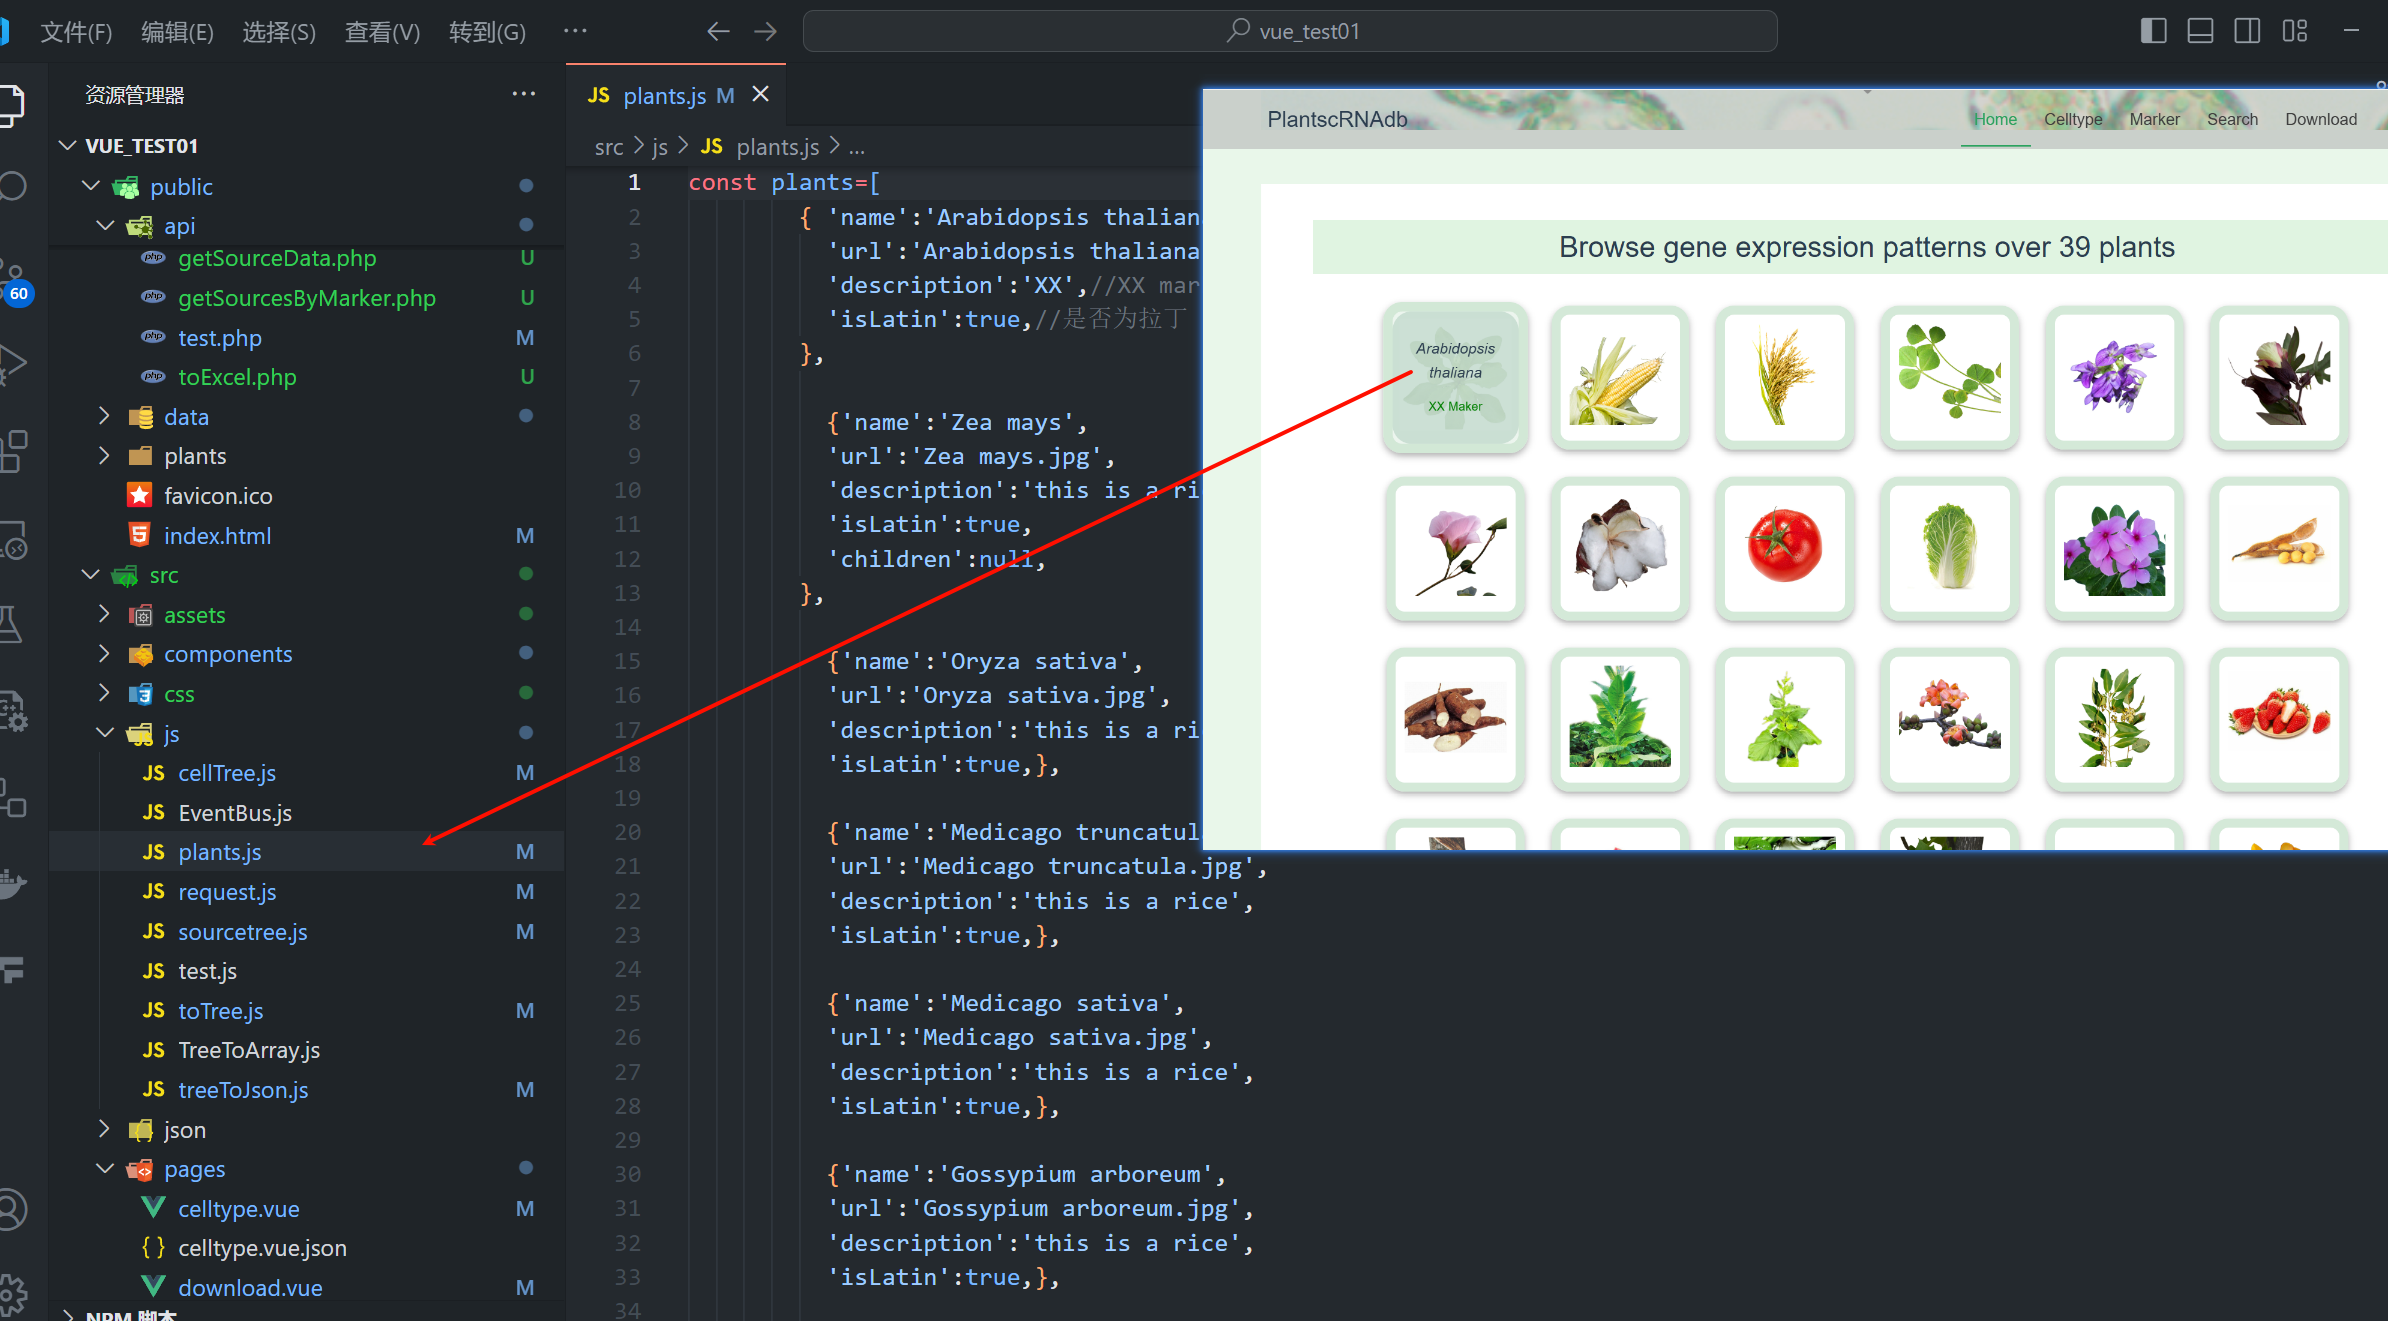 文件(F) 编辑(E) 选择(S) 查看(V) 转到(G) ··· vue_test01
资源管理器 ···
VUE_TEST01
public
api
getSourceData.php U
getSourcesByMarker.php U
test.php M
toExcel.php U
data
plants
favicon.ico
index.html M
src
assets
components
css
js
cellTree.js M
EventBus.js
plants.js M
request.js M
sourcetree.js M
test.js
toTree.js M
TreeToArray.js
treeToJson.js M
json
pages
celltype.vue M
celltype.vue.json
download.vue M
NPM 脚本
60
JS plants.js M
src > js > JS plants.js > ...
1 const plants=[
2 { 'name':'Arabidopsis thalian
3 'url':'Arabidopsis thaliana
4 'description':'XX',//XX mar
5 'isLatin':true,//是否为拉丁
6 },
7
8 {'name':'Zea mays',
9 'url':'Zea mays.jpg',
10 'description':'this is a ri
11 'isLatin':true,
12 'children':null,
13 },
14
15 {'name':'Oryza sativa',
16 'url':'Oryza sativa.jpg',
17 'description':'this is a ri
18 'isLatin':true,},
19
20 {'name':'Medicago truncatul
21 'url':'Medicago truncatula.jpg',
22 'description':'this is a rice',
23 'isLatin':true,},
24
25 {'name':'Medicago sativa',
26 'url':'Medicago sativa.jpg',
27 'description':'this is a rice',
28 'isLatin':true,},
29
30 {'name':'Gossypium arboreum',
31 'url':'Gossypium arboreum.jpg',
32 'description':'this is a rice',
33 'isLatin':true,},
34
PlantscRNAdb
Home Celltype Marker Search Download
Browse gene expression patterns over 39 plants
Arabidopsis
thaliana
XX Maker